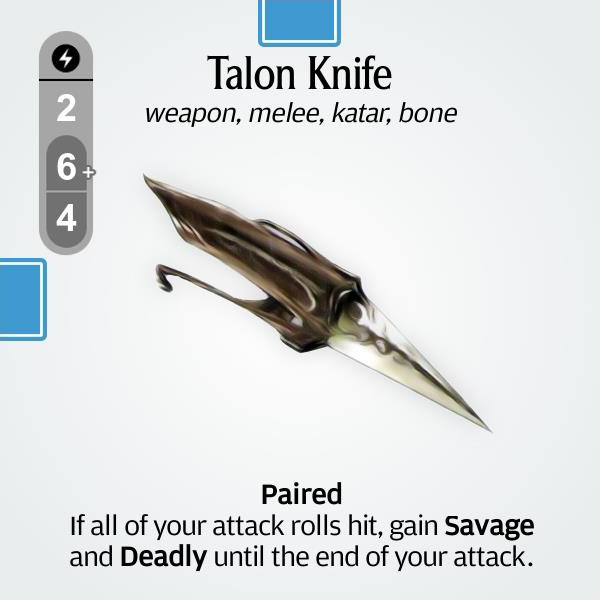 Talon Knife
weapon, melee, katar, bone
2
6+
4
Paired
If all of your attack rolls hit, gain Savage
and Deadly until the end of your attack.